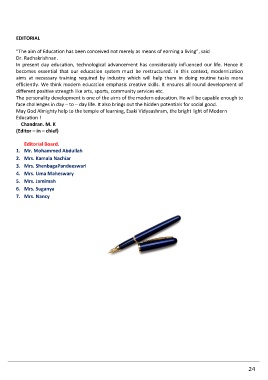 EDITORIAL
"The aim of Education has been conceived not merely as means of earning a living", said
Dr. Radhakrishnan.
In present day education, technological advancement has considerably influenced our life. Hence it
becomes essential that our education system must be restructured. In this context, modernization
aims at necessary training required by industry which will help them in doing routine tasks more
efficiently. We think modern education emphasis creative skills. It ensures all round development of
different positive strength like arts, sports, community services etc.
The personality development is one of the aims of the modern education. He will be capable enough to
face challenges in day – to – day life. It also brings out the hidden potentials for social good.
May God Almighty help to the temple of learning, Esaki Vidyashram, the bright light of Modern
Education !
Chandran. M. K
(Editor – in – chief)
Editorial Board.
1. Mr. Mohammed Abdullah
2. Mrs. Kamala Nachiar
3. Mrs. ShenbagaPandeeswari
4. Mrs. Uma Maheswary
5. Mrs. Jamimah
6. Mrs. Suganya
7. Mrs. Nancy
24